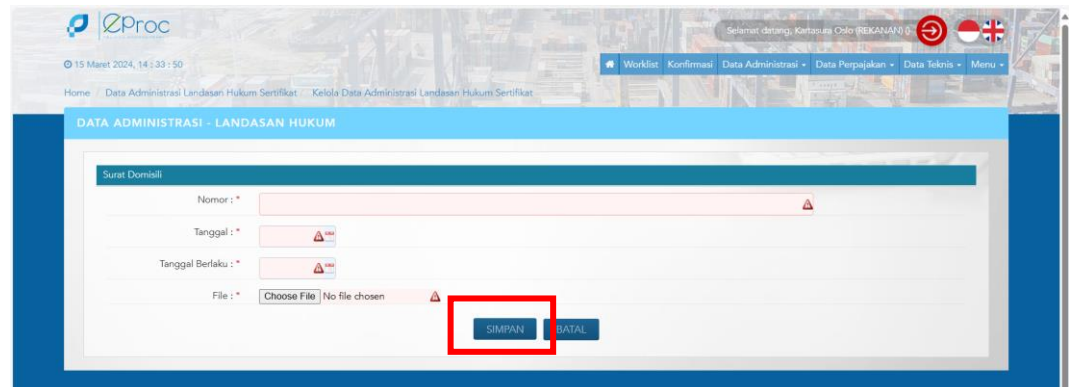 eProc
Selamat datang, Kartasura Oslo (REKANAN)
15 Maret 2024, 14 : 33 : 50
Worklist Konfirmasi Data Administrasi Data Perpajakan Data Teknis Menu
Home / Data Administrasi Landasan Hukum Sertifikat / Kelola Data Administrasi Landasan Hukum Sertifikat
DATA ADMINISTRASI - LANDASAN HUKUM
Surat Domisili
Nomor : *
Tanggal : *
Tanggal Berlaku : *
File : * Choose File No file chosen
SIMPAN BATAL